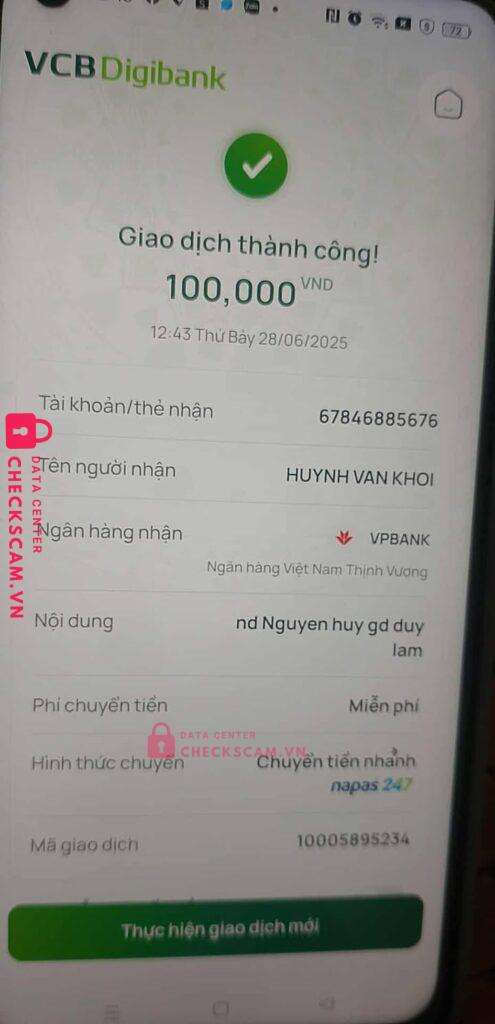 72
VCB Digibank
Giao dịch thành công!
100,000 VND
12:43 Thứ Bảy 28/06/2025
Tài khoản/thẻ nhận 67846885676
Tên người nhận HUYNH VAN KHOI
Ngân hàng nhận VPBANK
Ngân hàng Việt Nam Thịnh Vượng
Nội dung nd Nguyen huy gd duy
lam
Phí chuyển tiền Miễn phí
Hình thức chuyển Chuyển tiền nhanh
napas 247
Mã giao dịch 10005895234
Thực hiện giao dịch mới
DATA CENTER
CHECKSCAM.VN
DATA CENTER
CHECKSCAM.VN